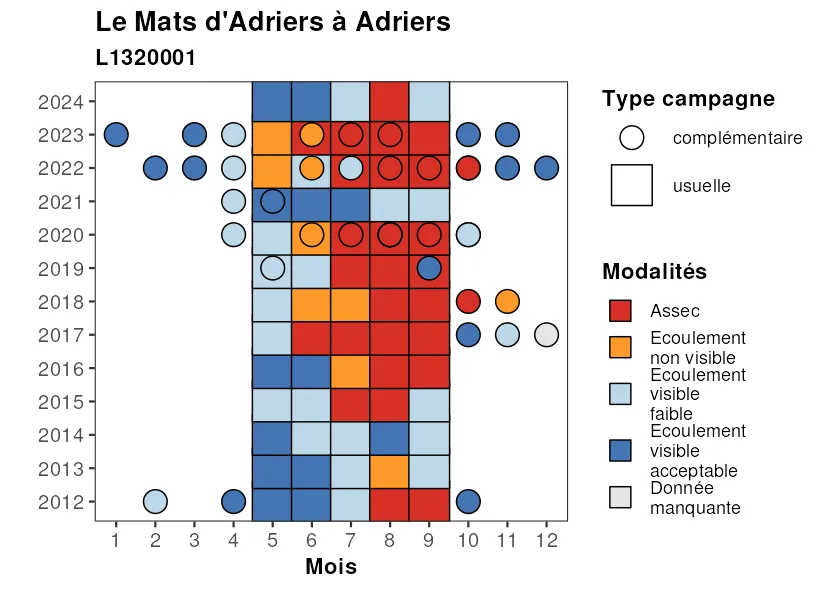 Le Mats d'Adriers à Adriers
L1320001
2024
2023
2022
2021
2020
2019
2018
2017
2016
2015
2014
2013
2012
1 2 3 4 5 6 7 8 9 10 11 12
Mois
Type campagne
complémentaire
usuelle
Modalités
Assec
Ecoulement
non visible
Ecoulement
visible
faible
Ecoulement
visible
acceptable
Donnée
manquante